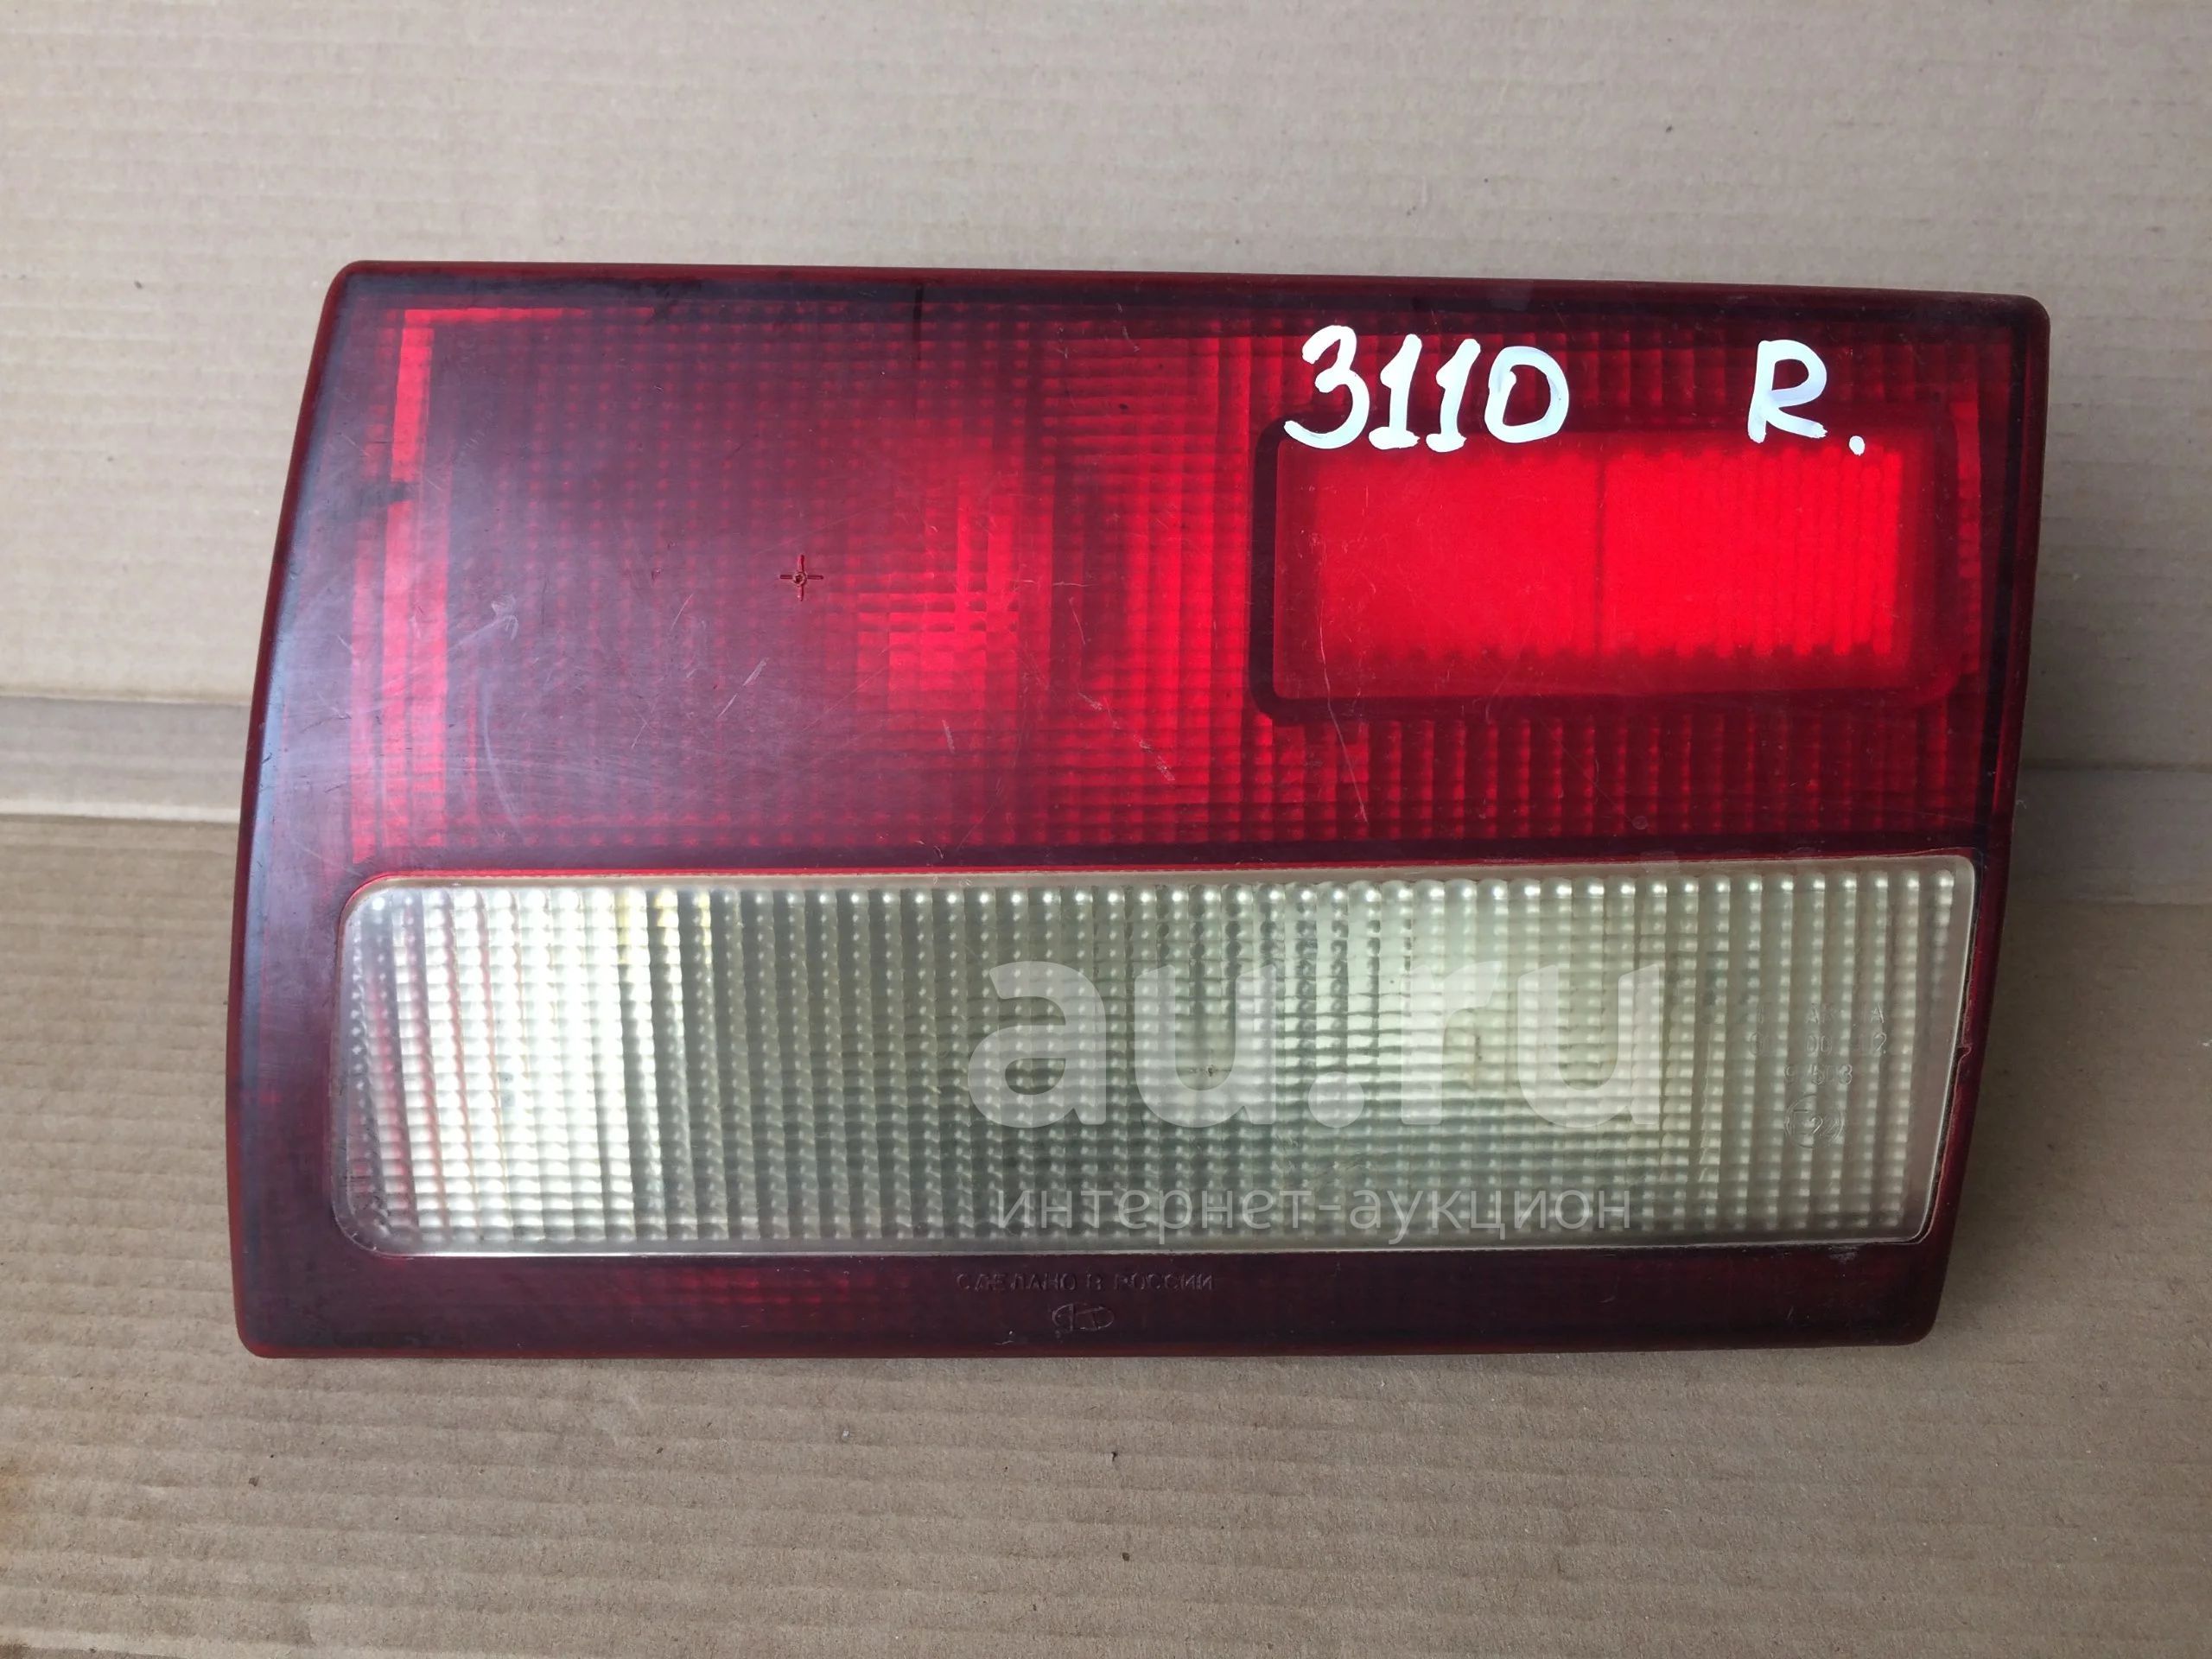 3110 R.
au.ru
интернет-аукцион
СДЕЛАНО В РОССИИ